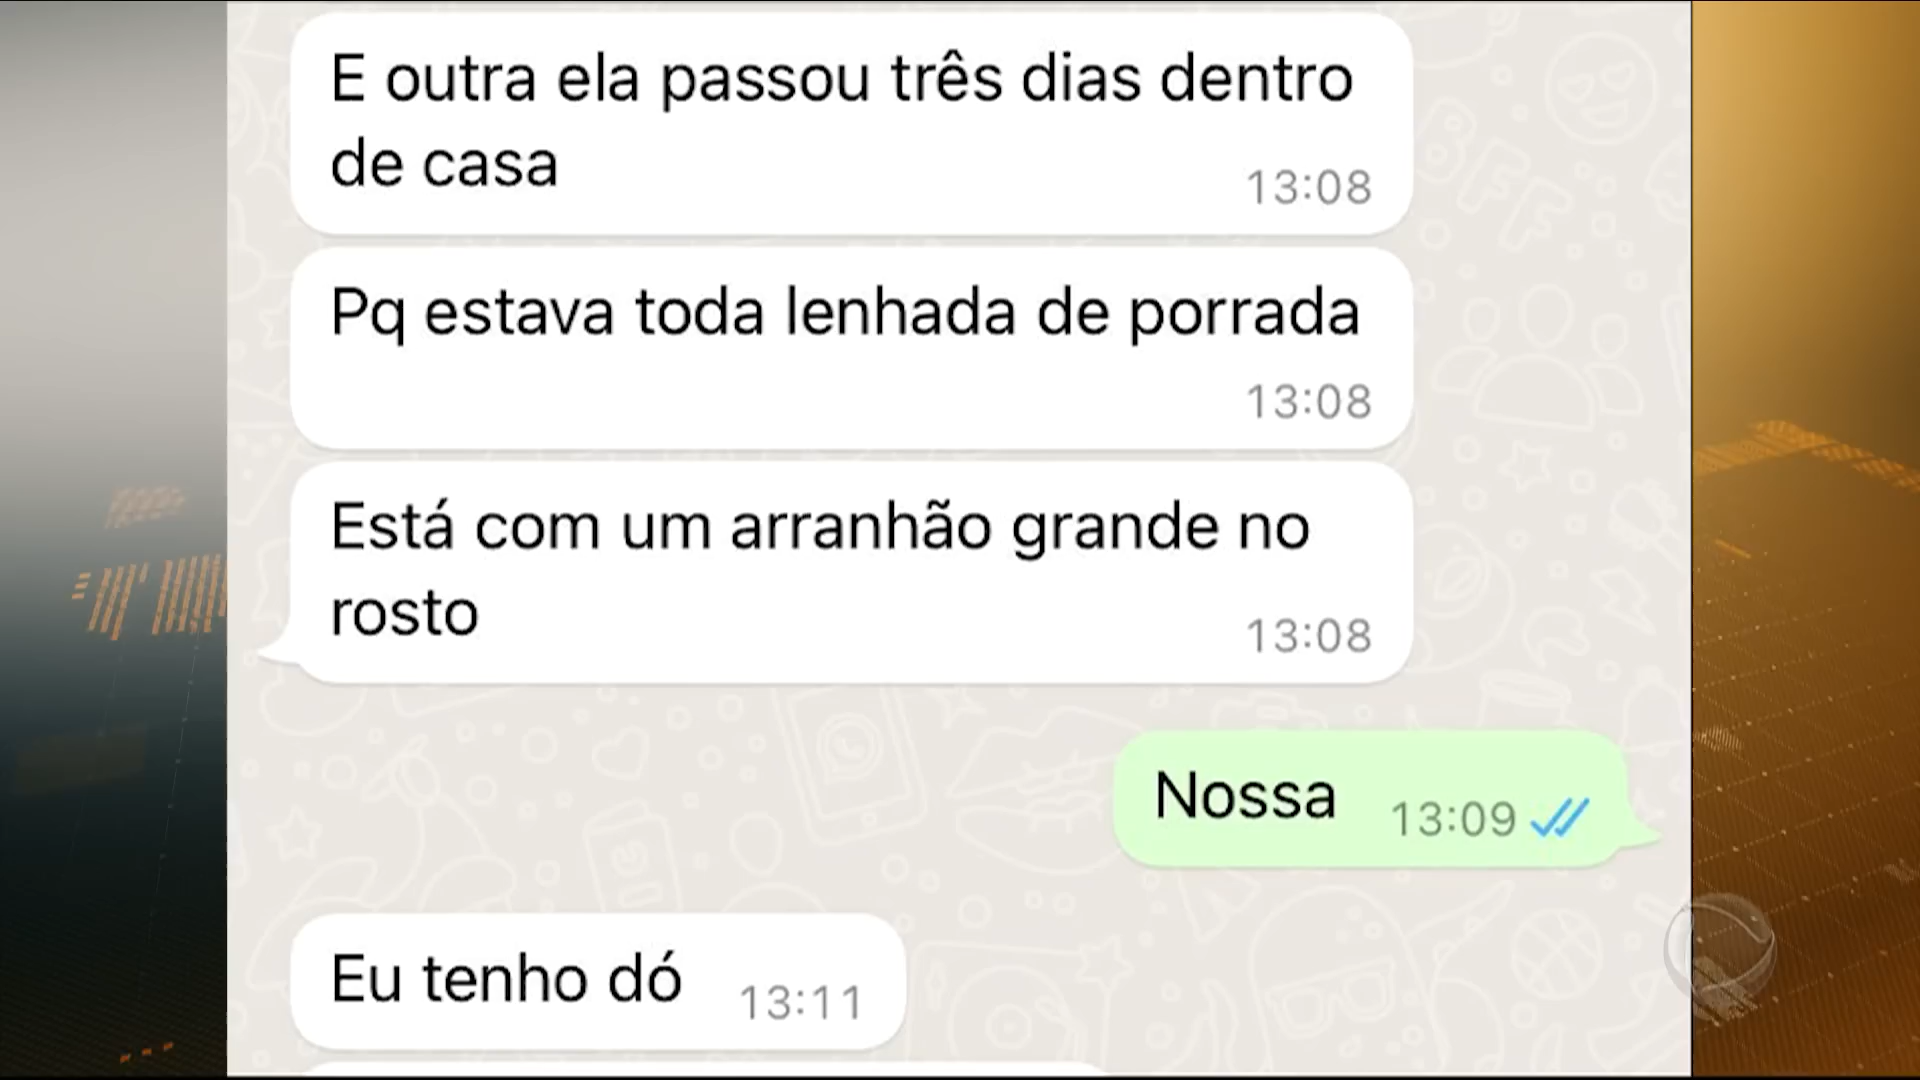 E outra ela passou três dias dentro
de casa
13:08
Pq estava toda lenhada de porrada
13:08
Está com um arranhão grande no
rosto
13:08
Nossa 13:09
Eu tenho dó 13:11